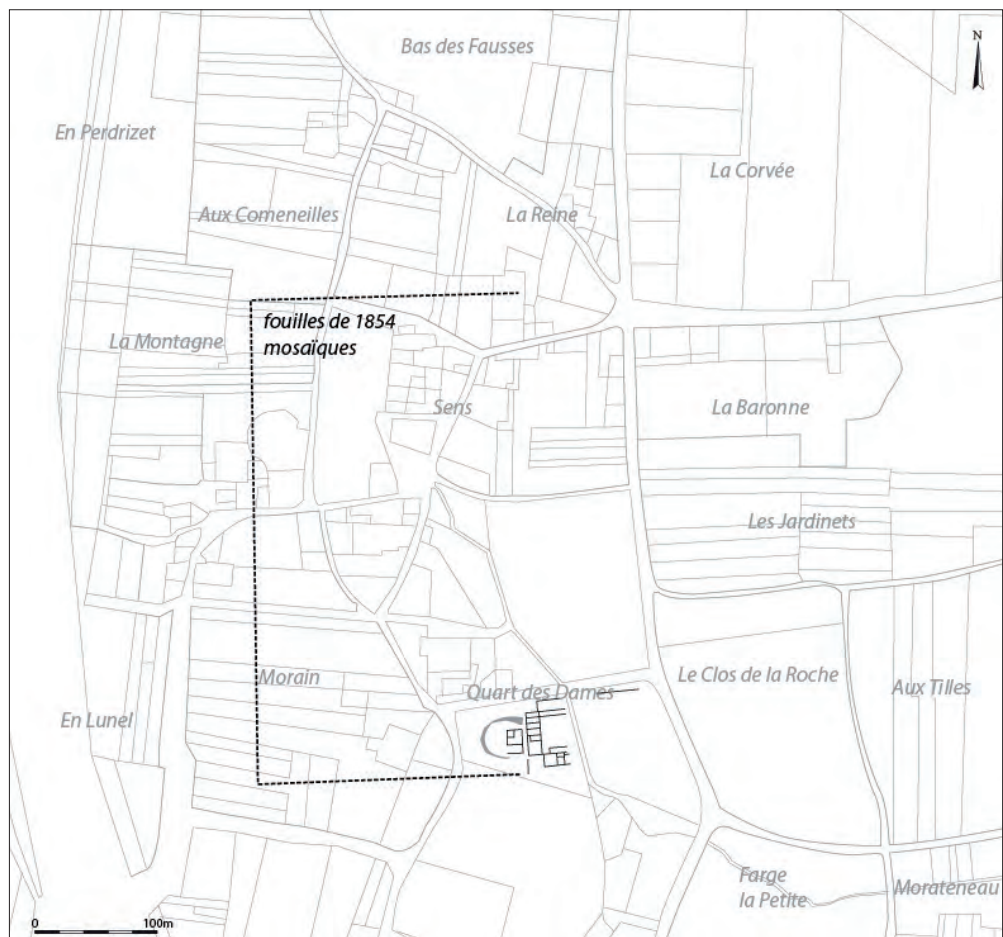 Bas des Fausses
N
En Perdrizet
La Corvée
Aux Comeneilles
La Reine
fouilles de 1854
mosaïques
La Montagne
Sens
La Baronne
Les Jardinets
Morain
Quart des Dames
Le Clos de la Roche
Aux Tilles
En Lunel
Farge
la Petite
Morateneau
0 100m